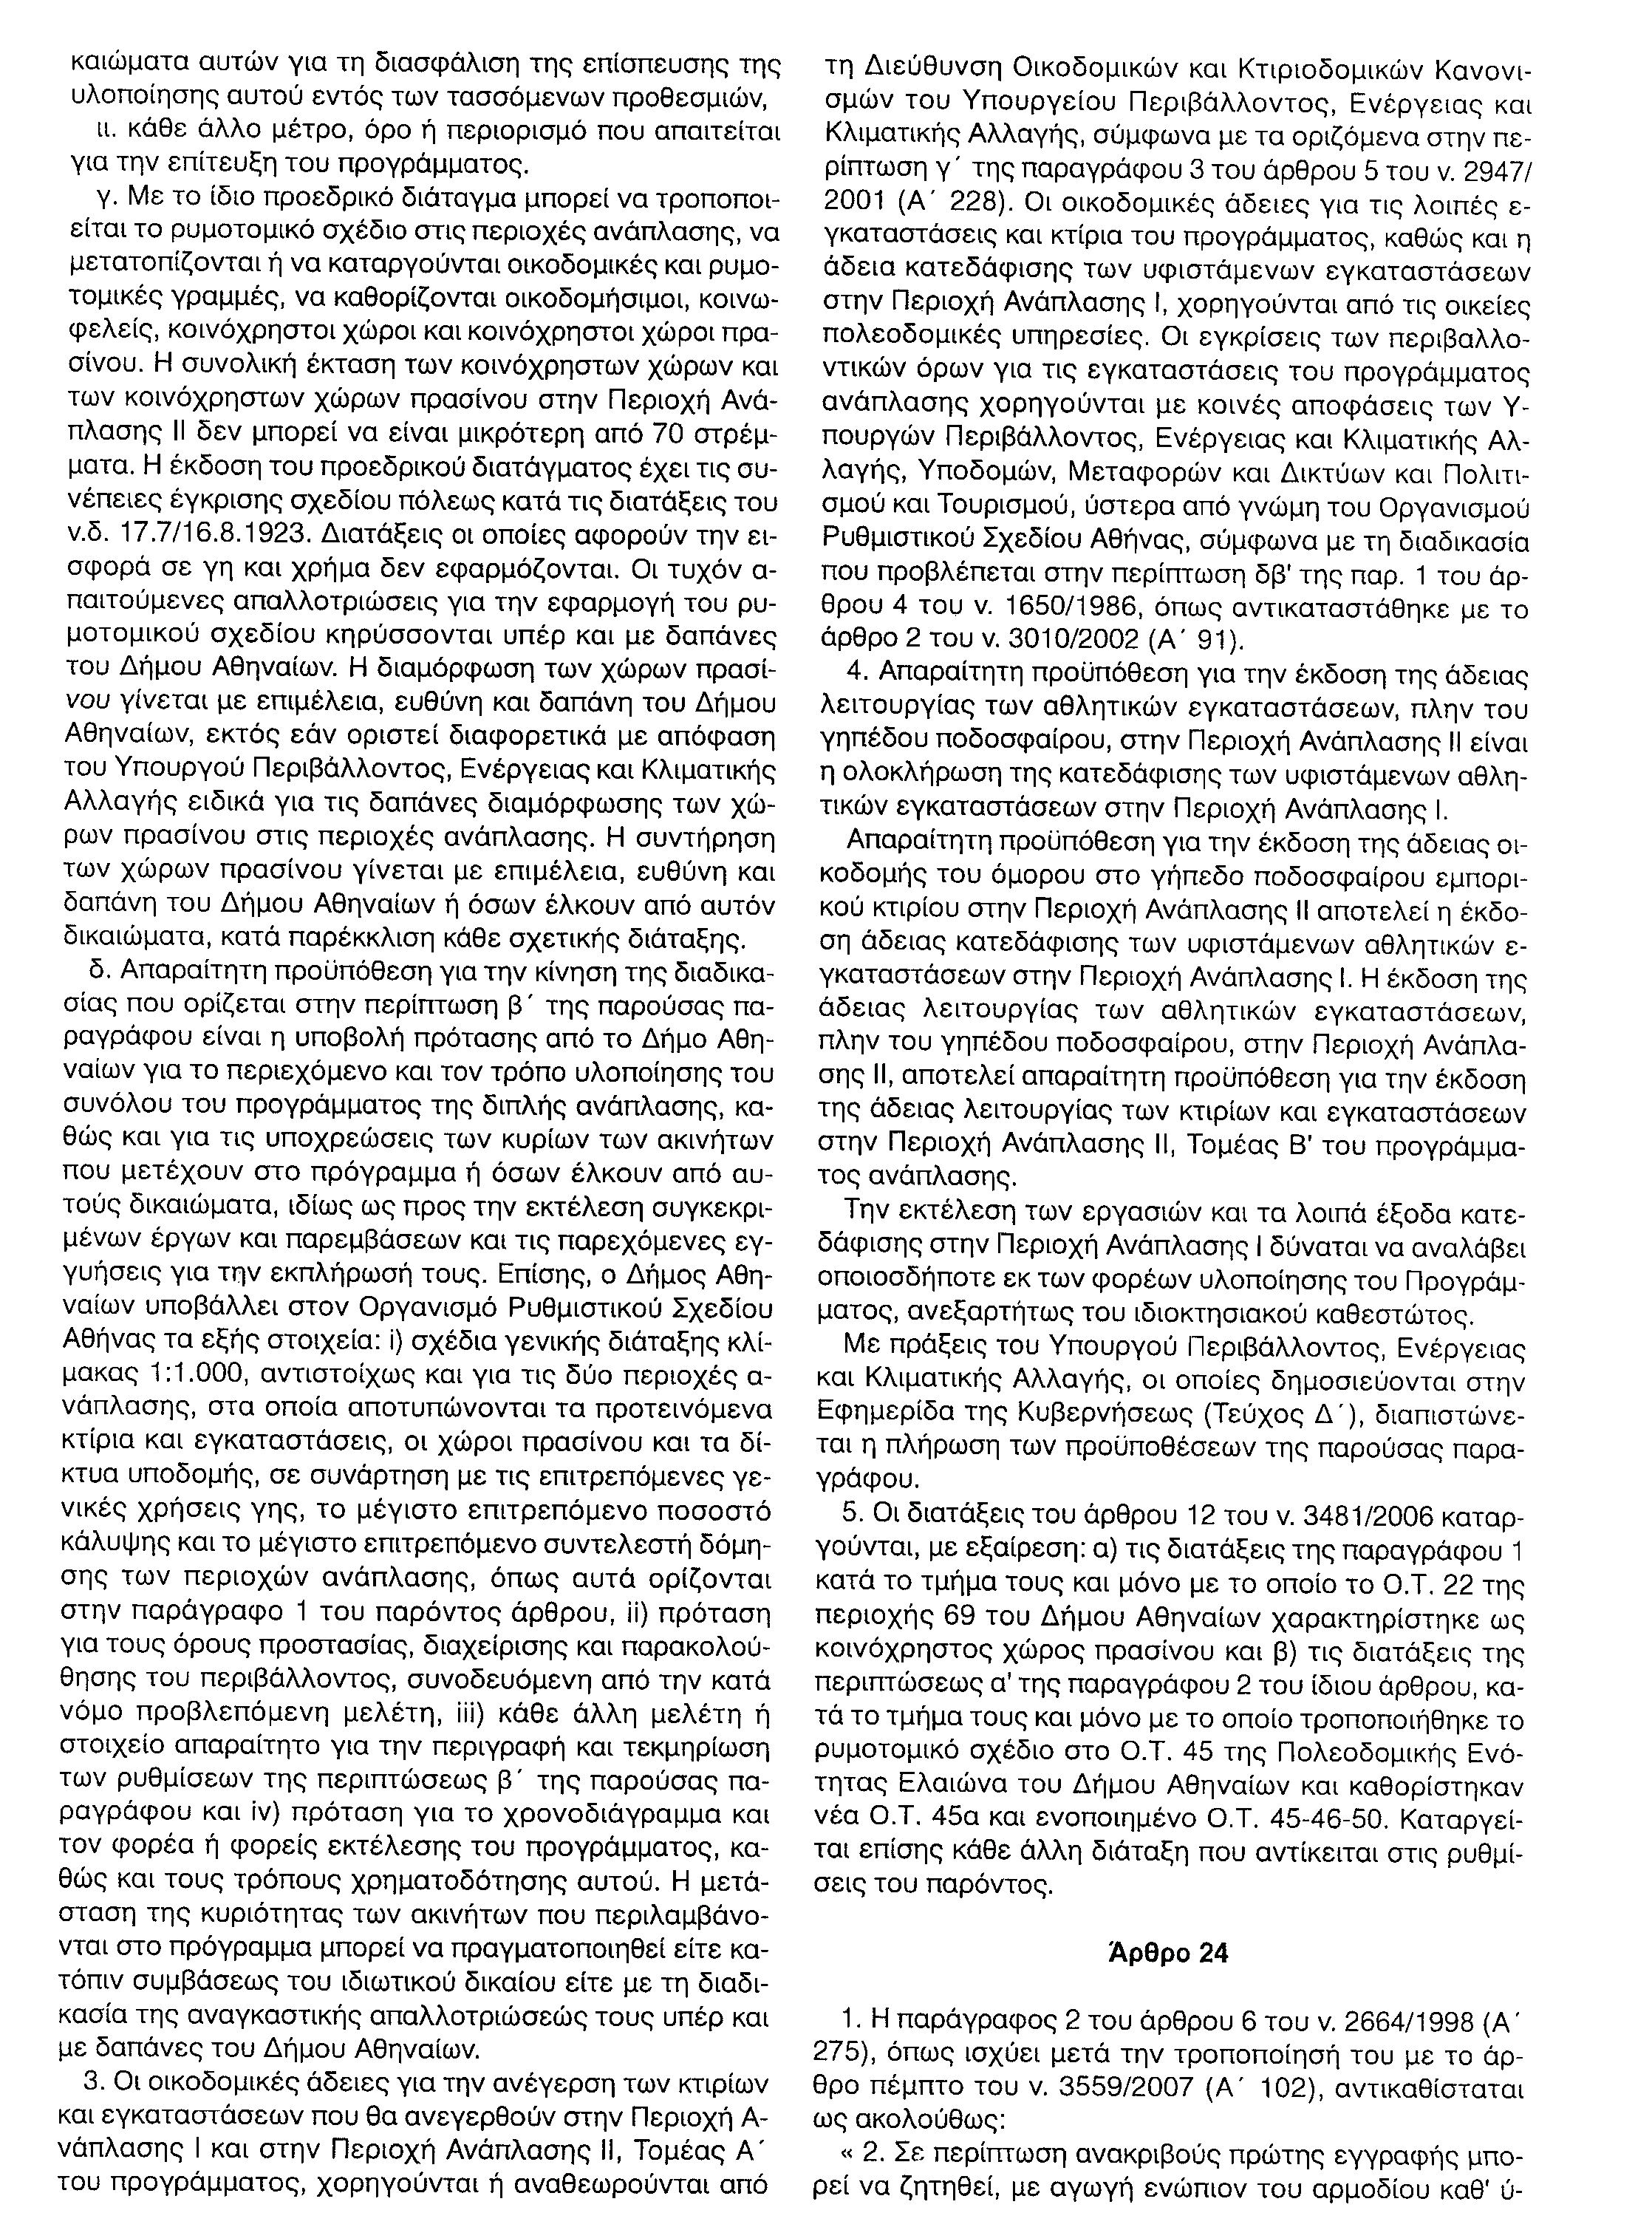 καιώματα αυτών για τη διασφάλιση της επίσπευσης της
υλοποίησης αυτού εντός των τασσόμενων προθεσμιών,
ιι. κάθε άλλο μέτρο, όρο ή περιορισμό που απαιτείται
για την επίτευξη του προγράμματος.
γ. Με το ίδιο προεδρικό διάταγμα μπορεί να τροποποι-
είται το ρυμοτομικό σχέδιο στις περιοχές ανάπλασης, να
μετατοπίζονται ή να καταργούνται οικοδομικές και ρυμο-
τομικές γραμμές, να καθορίζονται οικοδομήσιμοι, κοινω-
φελείς, κοινόχρηστοι χώροι και κοινόχρηστοι χώροι πρα-
σίνου. Η συνολική έκταση των κοινόχρηστων χώρων και
των κοινόχρηστων χώρων πρασίνου στην Περιοχή Ανά-
πλασης ΙΙ δεν μπορεί να είναι μικρότερη από 70 στρέμ-
ματα. Η έκδοση του προεδρικού διατάγματος έχει τις συ-
νέπειες έγκρισης σχεδίου πόλεως κατά τις διατάξεις του
ν.δ. 17.7/16.8.1923. Διατάξεις οι οποίες αφορούν την ει-
σφορά σε γη και χρήμα δεν εφαρμόζονται. Οι τυχόν α-
παιτούμενες απαλλοτριώσεις για την εφαρμογή του ρυ-
μοτομικού σχεδίου κηρύσσονται υπέρ και με δαπάνες
του Δήμου Αθηναίων. Η διαμόρφωση των χώρων πρασί-
νου γίνεται με επιμέλεια, ευθύνη και δαπάνη του Δήμου
Αθηναίων, εκτός εάν οριστεί διαφορετικά με απόφαση
του Υπουργού Περιβάλλοντος, Ενέργειας και Κλιματικής
Αλλαγής ειδικά για τις δαπάνες διαμόρφωσης των χώ-
ρων πρασίνου στις περιοχές ανάπλασης. Η συντήρηση
των χώρων πρασίνου γίνεται με επιμέλεια, ευθύνη και
δαπάνη του Δήμου Αθηναίων ή όσων έλκουν από αυτόν
δικαιώματα, κατά παρέκκλιση κάθε σχετικής διάταξης.
δ. Απαραίτητη προϋπόθεση για την κίνηση της διαδικα-
σίας που ορίζεται στην περίπτωση β΄ της παρούσας πα-
ραγράφου είναι η υποβολή πρότασης από το Δήμο Αθη-
ναίων για το περιεχόμενο και τον τρόπο υλοποίησης του
συνόλου του προγράμματος της διπλής ανάπλασης, κα-
θώς και για τις υποχρεώσεις των κυρίων των ακινήτων
που μετέχουν στο πρόγραμμα ή όσων έλκουν από αυ-
τούς δικαιώματα, ιδίως ως προς την εκτέλεση συγκεκρι-
μένων έργων και παρεμβάσεων και τις παρεχόμενες εγ-
γυήσεις για την εκπλήρωσή τους. Επίσης, ο Δήμος Αθη-
ναίων υποβάλλει στον Οργανισμό Ρυθμιστικού Σχεδίου
Αθήνας τα εξής στοιχεία: i) σχέδια γενικής διάταξης κλί-
μακας 1:1.000, αντιστοίχως και για τις δύο περιοχές α-
νάπλασης, στα οποία αποτυπώνονται τα προτεινόμενα
κτίρια και εγκαταστάσεις, οι χώροι πρασίνου και τα δί-
κτυα υποδομής, σε συνάρτηση με τις επιτρεπόμενες γε-
νικές χρήσεις γης, το μέγιστο επιτρεπόμενο ποσοστό
κάλυψης και το μέγιστο επιτρεπόμενο συντελεστή δόμη-
σης των περιοχών ανάπλασης, όπως αυτά ορίζονται
στην παράγραφο 1 του παρόντος άρθρου, ii) πρόταση
για τους όρους προστασίας, διαχείρισης και παρακολού-
θησης του περιβάλλοντος, συνοδευόμενη από την κατά
νόμο προβλεπόμενη μελέτη, iii) κάθε άλλη μελέτη ή
στοιχείο απαραίτητο για την περιγραφή και τεκμηρίωση
των ρυθμίσεων της περιπτώσεως β΄ της παρούσας πα-
ραγράφου και iv) πρόταση για το χρονοδιάγραμμα και
τον φορέα ή φορείς εκτέλεσης του προγράμματος, κα-
θώς και τους τρόπους χρηματοδότησης αυτού. Η μετά-
σταση της κυριότητας των ακινήτων που περιλαμβάνο-
νται στο πρόγραμμα μπορεί να πραγματοποιηθεί είτε κα-
τόπιν συμβάσεως του ιδιωτικού δικαίου είτε με τη διαδι-
κασία της αναγκαστικής απαλλοτριώσεώς τους υπέρ και
με δαπάνες του Δήμου Αθηναίων.
3. Οι οικοδομικές άδειες για την ανέγερση των κτιρίων
και εγκαταστάσεων που θα ανεγερθούν στην Περιοχή Α-
νάπλασης Ι και στην Περιοχή Ανάπλασης ΙΙ, Τομέας Α΄
του προγράμματος, χορηγούνται ή αναθεωρούνται από
τη Διεύθυνση Οικοδομικών και Κτιριοδομικών Κανονι-
σμών του Υπουργείου Περιβάλλοντος, Ενέργειας και
Κλιματικής Αλλαγής, σύμφωνα με τα οριζόμενα στην πε-
ρίπτωση γ΄ της παραγράφου 3 του άρθρου 5 του ν. 2947/
2001 (Α΄ 228). Οι οικοδομικές άδειες για τις λοιπές ε-
γκαταστάσεις και κτίρια του προγράμματος, καθώς και η
άδεια κατεδάφισης των υφιστάμενων εγκαταστάσεων
στην Περιοχή Ανάπλασης Ι, χορηγούνται από τις οικείες
πολεοδομικές υπηρεσίες. Οι εγκρίσεις των περιβαλλο-
ντικών όρων για τις εγκαταστάσεις του προγράμματος
ανάπλασης χορηγούνται με κοινές αποφάσεις των Υ-
πουργών Περιβάλλοντος, Ενέργειας και Κλιματικής Αλ-
λαγής, Υποδομών, Μεταφορών και Δικτύων και Πολιτι-
σμού και Τουρισμού, ύστερα από γνώμη του Οργανισμού
Ρυθμιστικού Σχεδίου Αθήνας, σύμφωνα με τη διαδικασία
που προβλέπεται στην περίπτωση δβ' της παρ. 1 του άρ-
θρου 4 του ν. 1650/1986, όπως αντικαταστάθηκε με το
άρθρο 2 του ν. 3010/2002 (Α΄ 91).
4. Απαραίτητη προϋπόθεση για την έκδοση της άδειας
λειτουργίας των αθλητικών εγκαταστάσεων, πλην του
γηπέδου ποδοσφαίρου, στην Περιοχή Ανάπλασης ΙΙ είναι
η ολοκλήρωση της κατεδάφισης των υφιστάμενων αθλη-
τικών εγκαταστάσεων στην Περιοχή Ανάπλασης Ι.
Απαραίτητη προϋπόθεση για την έκδοση της άδειας οι-
κοδομής του όμορου στο γήπεδο ποδοσφαίρου εμπορι-
κού κτιρίου στην Περιοχή Ανάπλασης ΙΙ αποτελεί η έκδο-
ση άδειας κατεδάφισης των υφιστάμενων αθλητικών ε-
γκαταστάσεων στην Περιοχή Ανάπλασης Ι. Η έκδοση της
άδειας λειτουργίας των αθλητικών εγκαταστάσεων,
πλην του γηπέδου ποδοσφαίρου, στην Περιοχή Ανάπλα-
σης ΙΙ, αποτελεί απαραίτητη προϋπόθεση για την έκδοση
της άδειας λειτουργίας των κτιρίων και εγκαταστάσεων
στην Περιοχή Ανάπλασης ΙΙ, Τομέας Β' του προγράμμα-
τος ανάπλασης.
Την εκτέλεση των εργασιών και τα λοιπά έξοδα κατε-
δάφισης στην Περιοχή Ανάπλασης Ι δύναται να αναλάβει
οποιοσδήποτε εκ των φορέων υλοποίησης του Προγράμ-
ματος, ανεξαρτήτως του ιδιοκτησιακού καθεστώτος.
Με πράξεις του Υπουργού Περιβάλλοντος, Ενέργειας
και Κλιματικής Αλλαγής, οι οποίες δημοσιεύονται στην
Εφημερίδα της Κυβερνήσεως (Τεύχος Δ΄), διαπιστώνε-
ται η πλήρωση των προϋποθέσεων της παρούσας παρα-
γράφου.
5. Οι διατάξεις του άρθρου 12 του ν. 3481/2006 καταρ-
γούνται, με εξαίρεση: α) τις διατάξεις της παραγράφου 1
κατά το τμήμα τους και μόνο με το οποίο το Ο.Τ. 22 της
περιοχής 69 του Δήμου Αθηναίων χαρακτηρίστηκε ως
κοινόχρηστος χώρος πρασίνου και β) τις διατάξεις της
περιπτώσεως α' της παραγράφου 2 του ίδιου άρθρου, κα-
τά το τμήμα τους και μόνο με το οποίο τροποποιήθηκε το
ρυμοτομικό σχέδιο στο Ο.Τ. 45 της Πολεοδομικής Ενό-
τητας Ελαιώνα του Δήμου Αθηναίων και καθορίστηκαν
νέα Ο.Τ. 45α και ενοποιημένο Ο.Τ. 45-46-50. Καταργεί-
ται επίσης κάθε άλλη διάταξη που αντίκειται στις ρυθμί-
σεις του παρόντος.
Άρθρο 24
1. Η παράγραφος 2 του άρθρου 6 του ν. 2664/1998 (Α΄
275), όπως ισχύει μετά την τροποποίησή του με το άρ-
θρο πέμπτο του ν. 3559/2007 (Α΄ 102), αντικαθίσταται
ως ακολούθως:
« 2. Σε περίπτωση ανακριβούς πρώτης εγγραφής μπο-
ρεί να ζητηθεί, με αγωγή ενώπιον του αρμοδίου καθ' ύ-